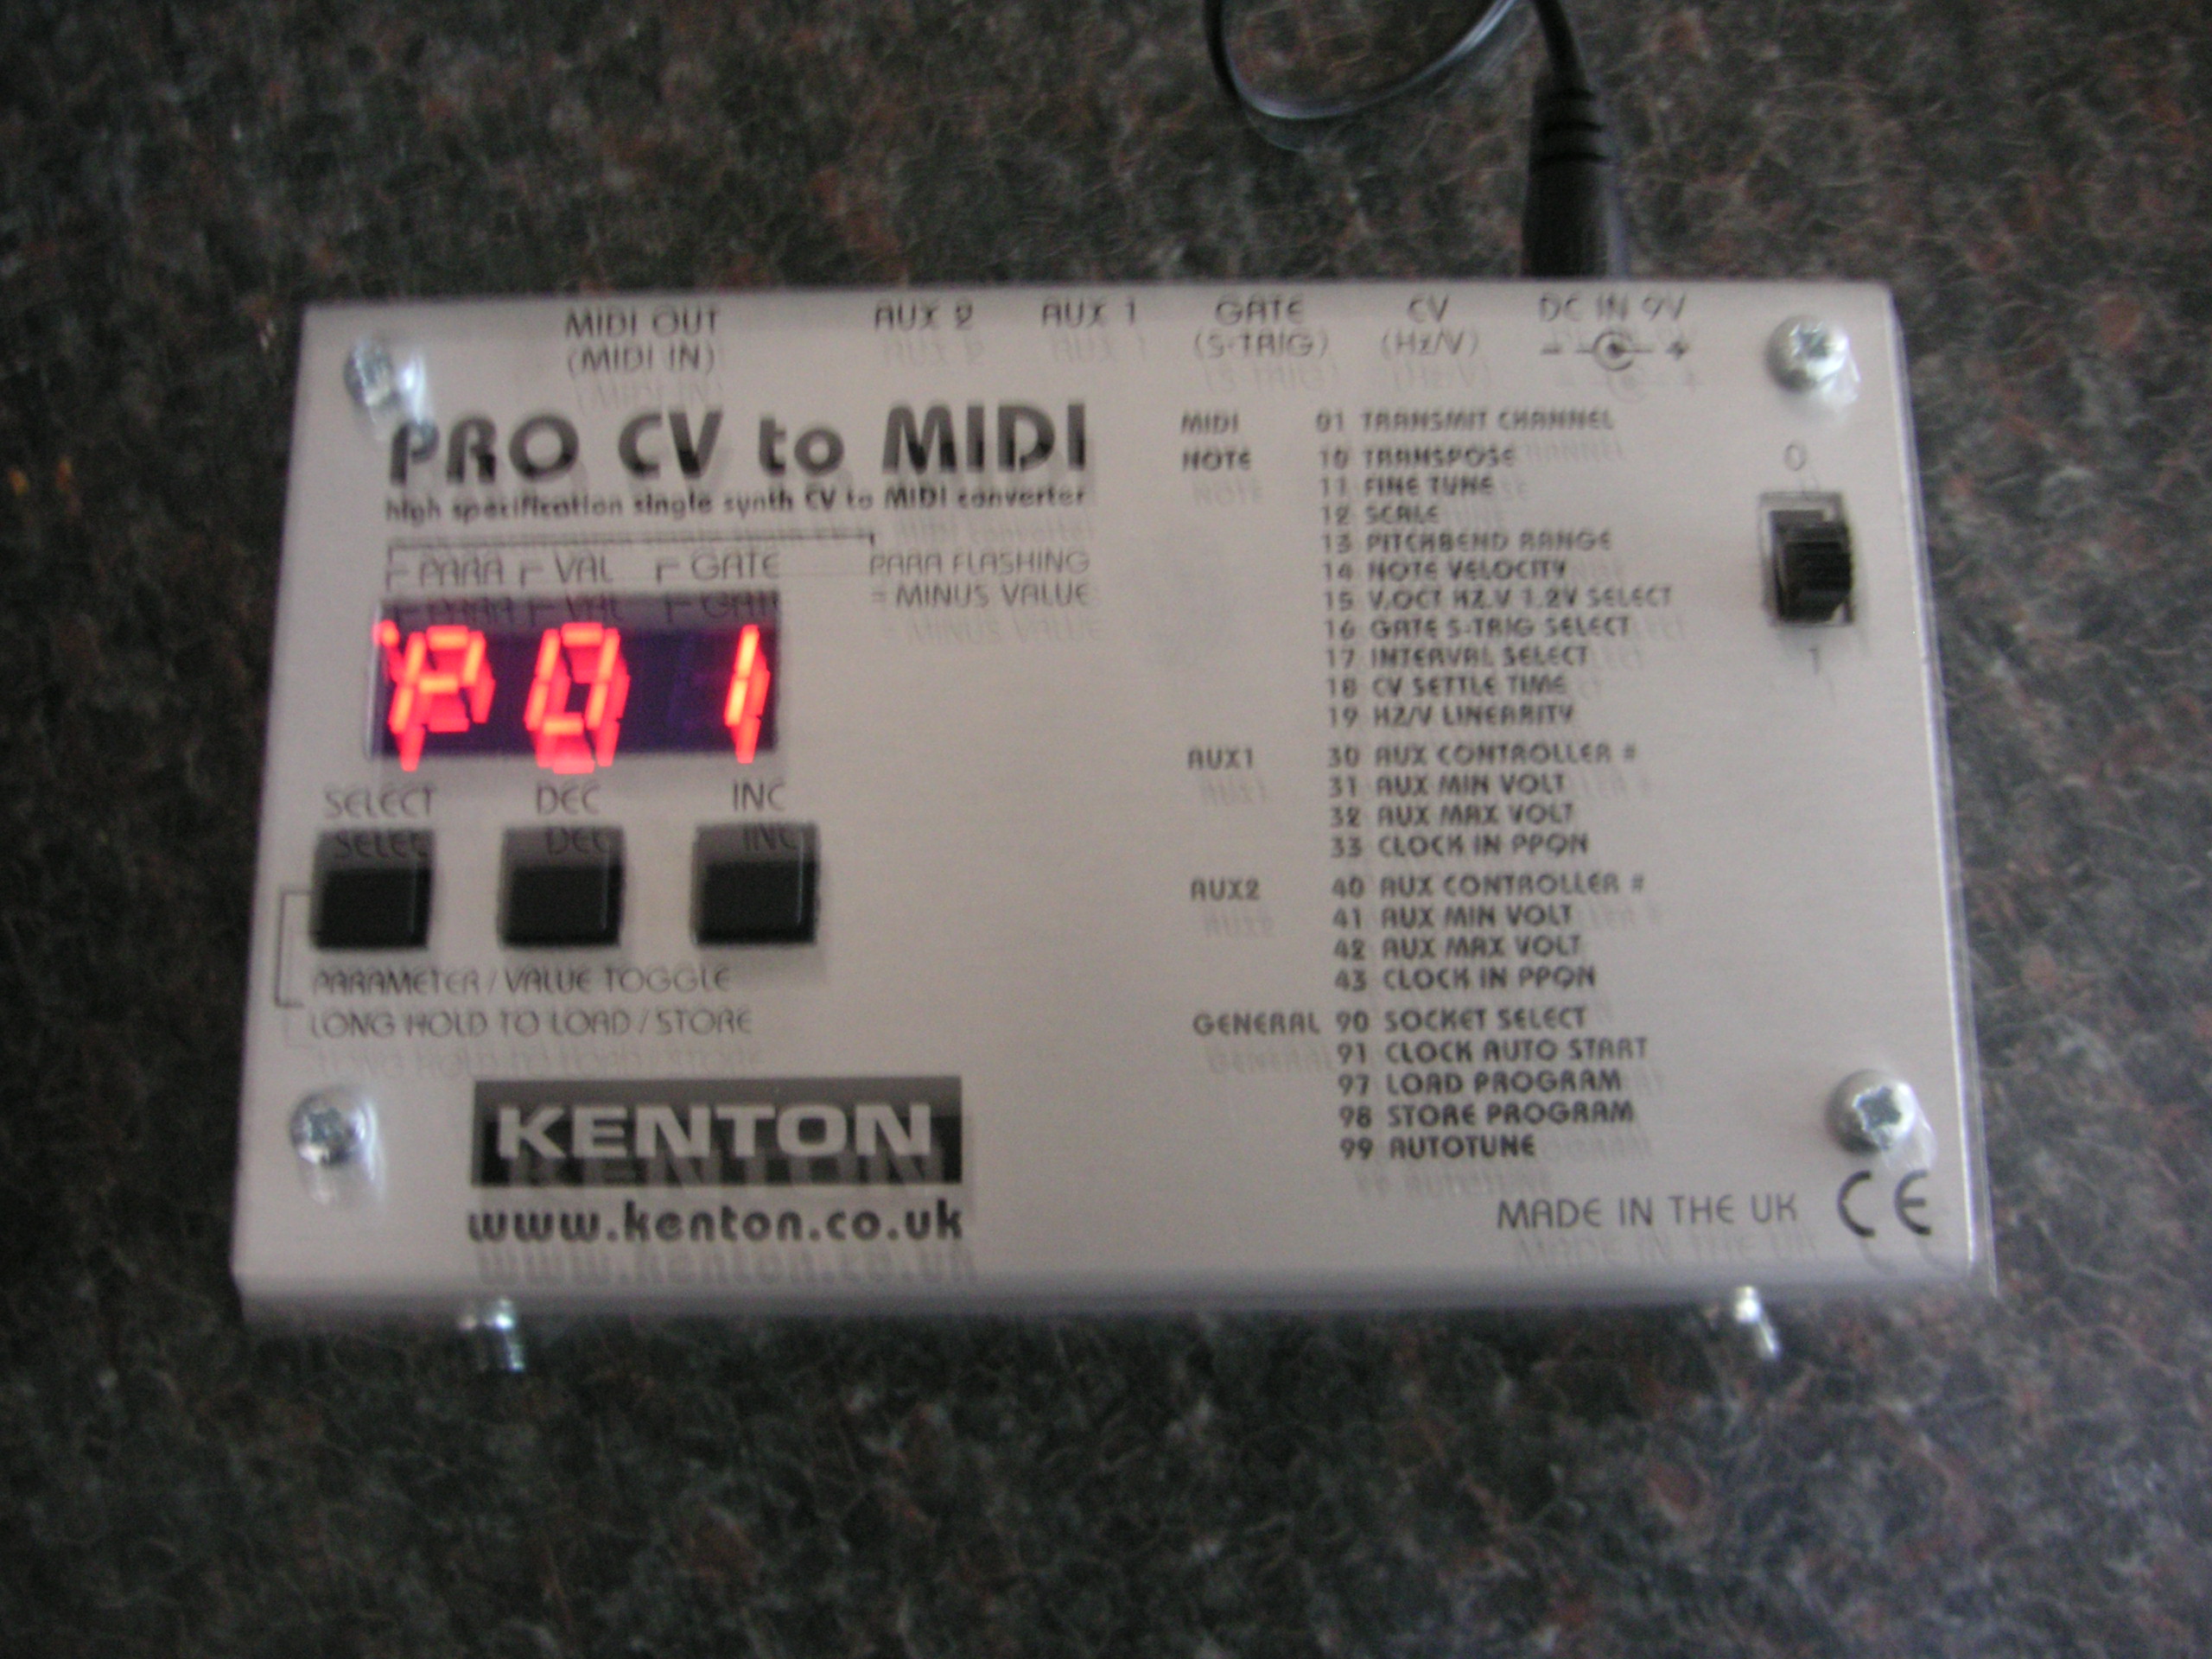 MIDI OUT AUX 2 AUX 1 GATE CV DC IN 9V
(MIDI IN) (S-TRIG) (Hz/V) - +
PRO CV to MIDI
high specification single synth CV to MIDI converter
PARA VAL GATE PARA FLASHING
= MINUS VALUE
P01
SELECT DEC INC
PARAMETER / VALUE TOGGLE
LONG HOLD TO LOAD / STORE
KENTON
www.kenton.co.uk
MIDI 01 TRANSMIT CHANNEL
NOTE 10 TRANSPOSE
11 FINE TUNE
12 SCALE
13 PITCHBEND RANGE
14 NOTE VELOCITY
15 V.OCT HZ.V 1.2V SELECT
16 GATE S-TRIG SELECT
17 INTERVAL SELECT
18 CV SETTLE TIME
19 HZ/V LINEARITY
AUX1 30 AUX CONTROLLER #
31 AUX MIN VOLT
32 AUX MAX VOLT
33 CLOCK IN PPQN
AUX2 40 AUX CONTROLLER #
41 AUX MIN VOLT
42 AUX MAX VOLT
43 CLOCK IN PPQN
GENERAL 90 SOCKET SELECT
91 CLOCK AUTO START
97 LOAD PROGRAM
98 STORE PROGRAM
99 AUTOTUNE
0
1
MADE IN THE UK CE